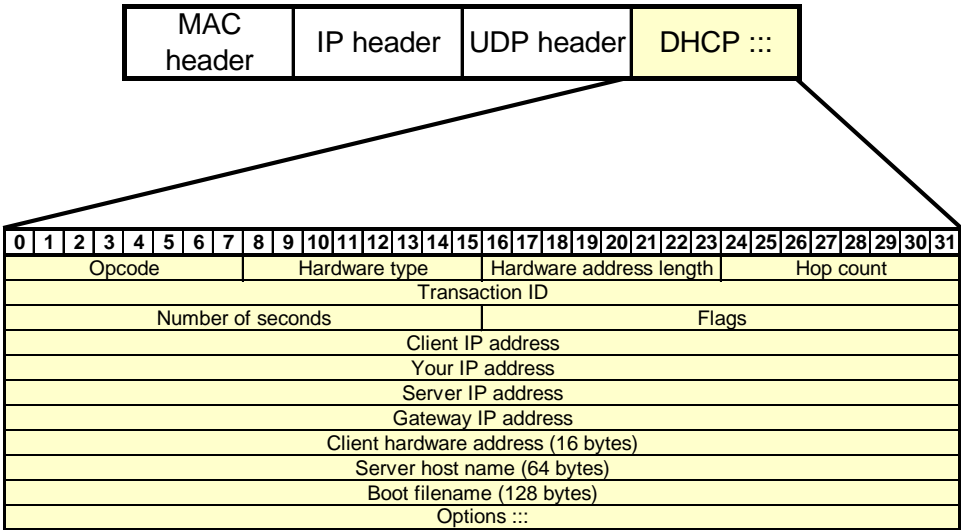 MAC header IP header UDP header DHCP :::
0 1 2 3 4 5 6 7 8 9 10 11 12 13 14 15 16 17 18 19 20 21 22 23 24 25 26 27 28 29 30 31
Opcode Hardware type Hardware address length Hop count
Transaction ID
Number of seconds Flags
Client IP address
Your IP address
Server IP address
Gateway IP address
Client hardware address (16 bytes)
Server host name (64 bytes)
Boot filename (128 bytes)
Options :::